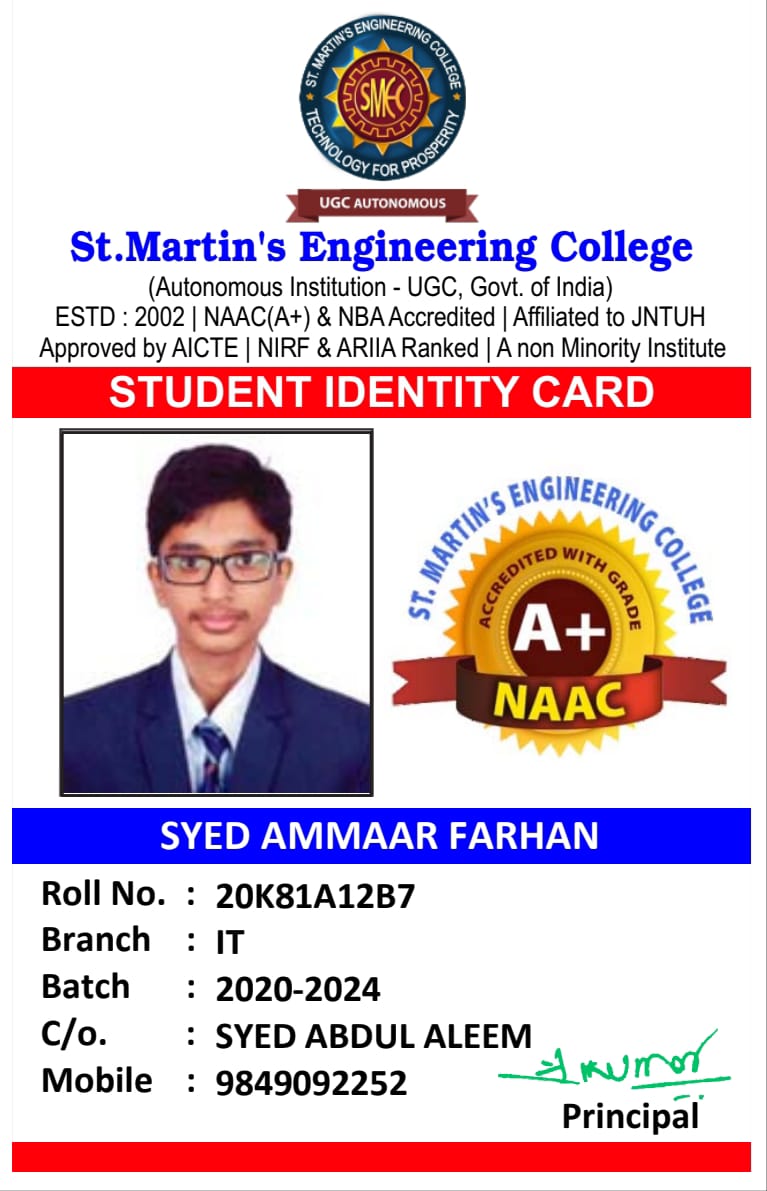 ST. MARTIN'S ENGINEERING COLLEGE
SMEC
TECHNOLOGY FOR PROSPERITY
UGC AUTONOMOUS
St.Martin's Engineering College
(Autonomous Institution - UGC, Govt. of India)
ESTD : 2002 | NAAC(A+) & NBA Accredited | Affiliated to JNTUH
Approved by AICTE | NIRF & ARIIA Ranked | A non Minority Institute
STUDENT IDENTITY CARD
ST. MARTIN'S ENGINEERING COLLEGE
ACCREDITED WITH GRADE
A+
NAAC
SYED AMMAAR FARHAN
Roll No. : 20K81A12B7
Branch : IT
Batch : 2020-2024
C/o. : SYED ABDUL ALEEM
Mobile : 9849092252
Principal